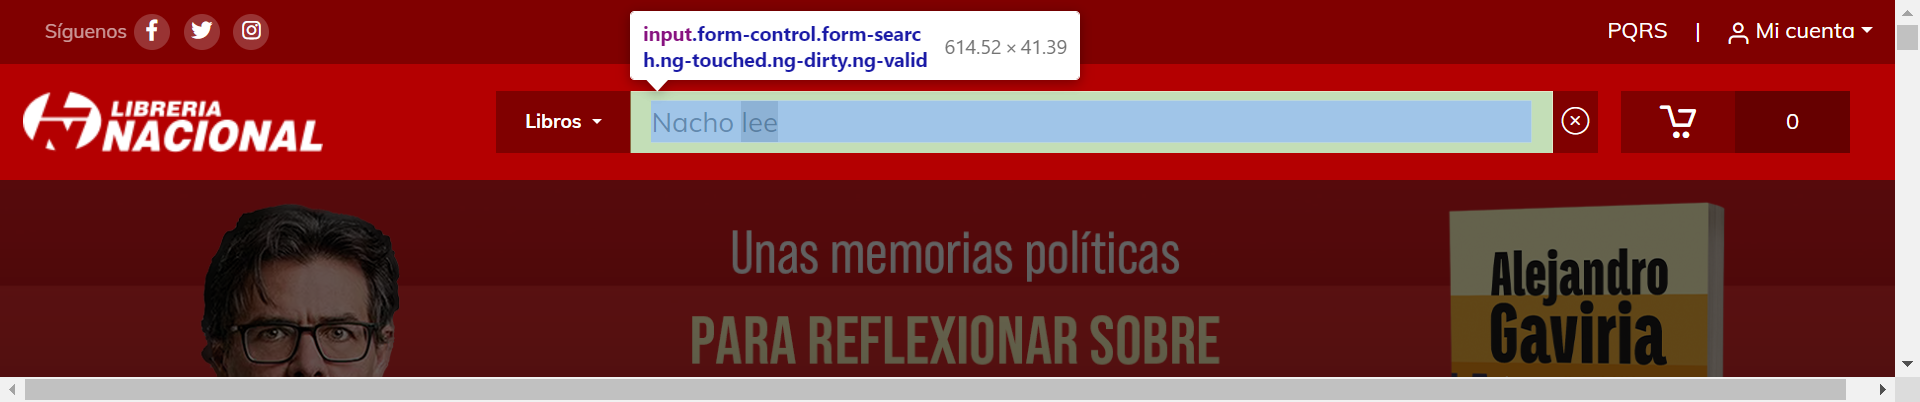 Síguenos
PQRS | Mi cuenta
input.form-control.form-searc
h.ng-touched.ng-dirty.ng-valid
614.52 × 41.39
LIBRERIA
NACIONAL
Libros
Nacho lee
0
Unas memorias políticas
PARA REFLEXIONAR SOBRE
Alejandro
Gaviria